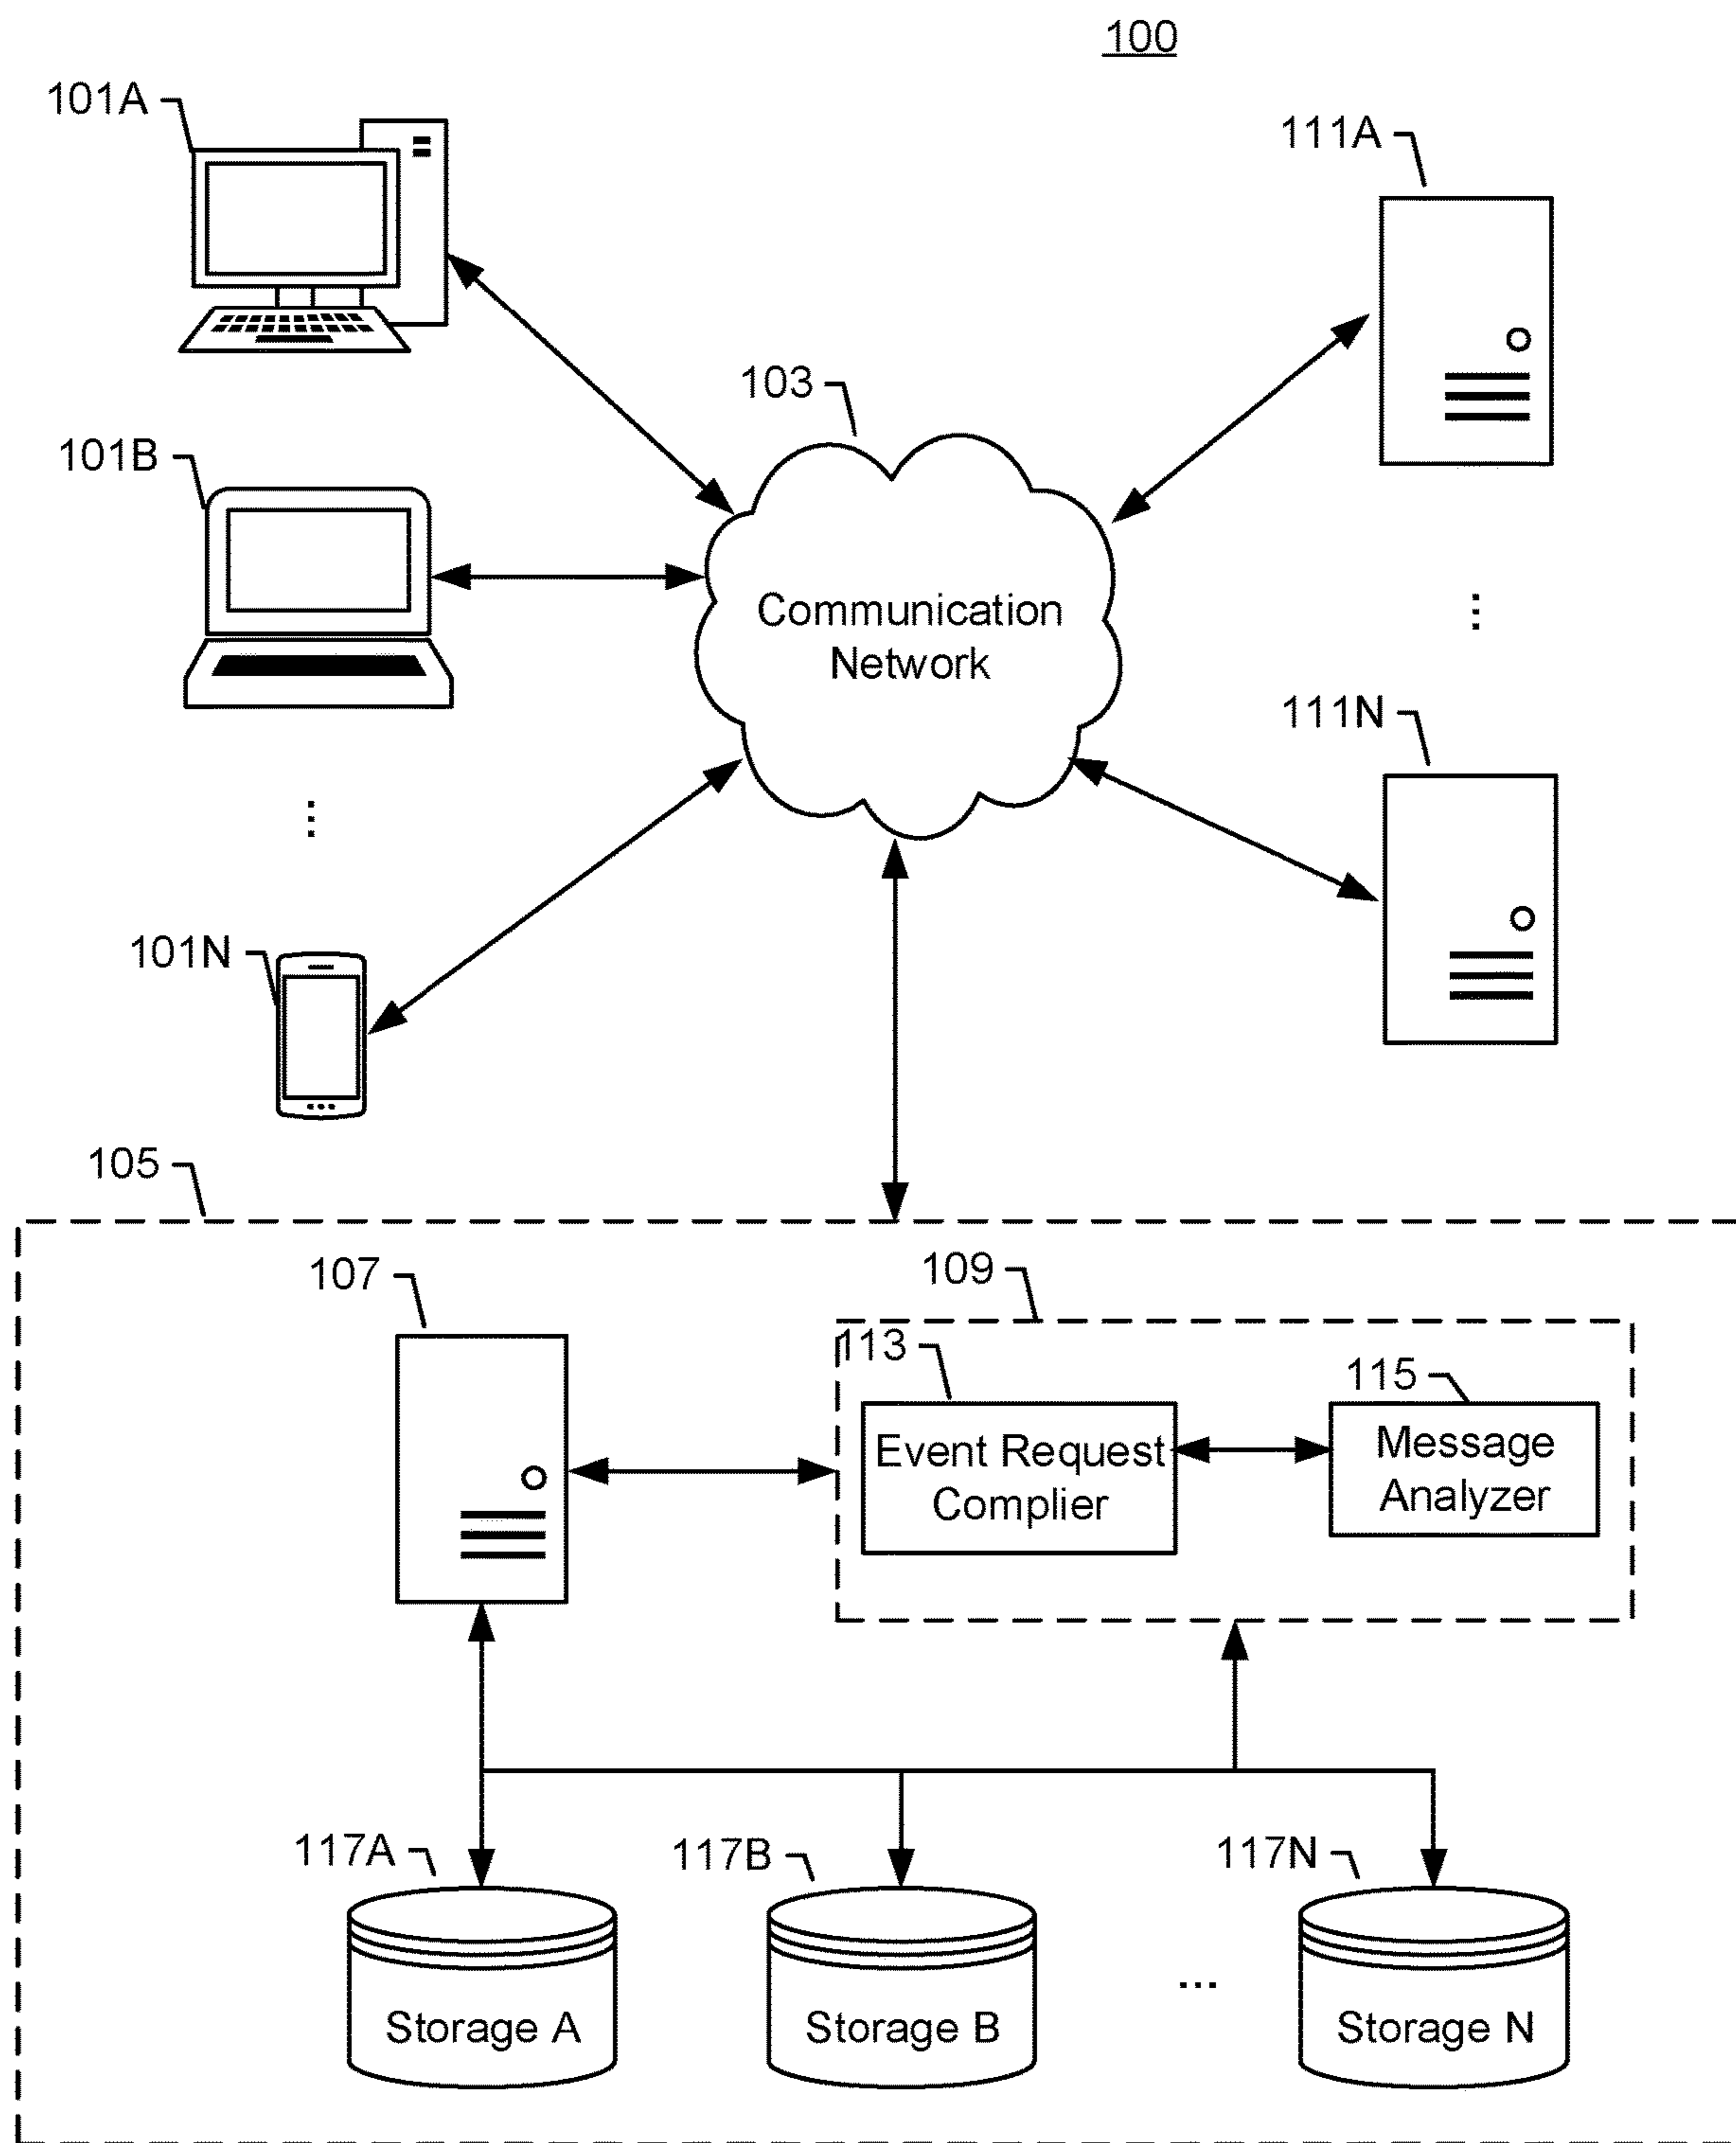 100
101A
111A
103
101B
Communication
Network
111N
101N
105
107
109
113
115
Event Request
Complier
Message
Analyzer
117A
117B
117N
...
Storage A
Storage B
Storage N